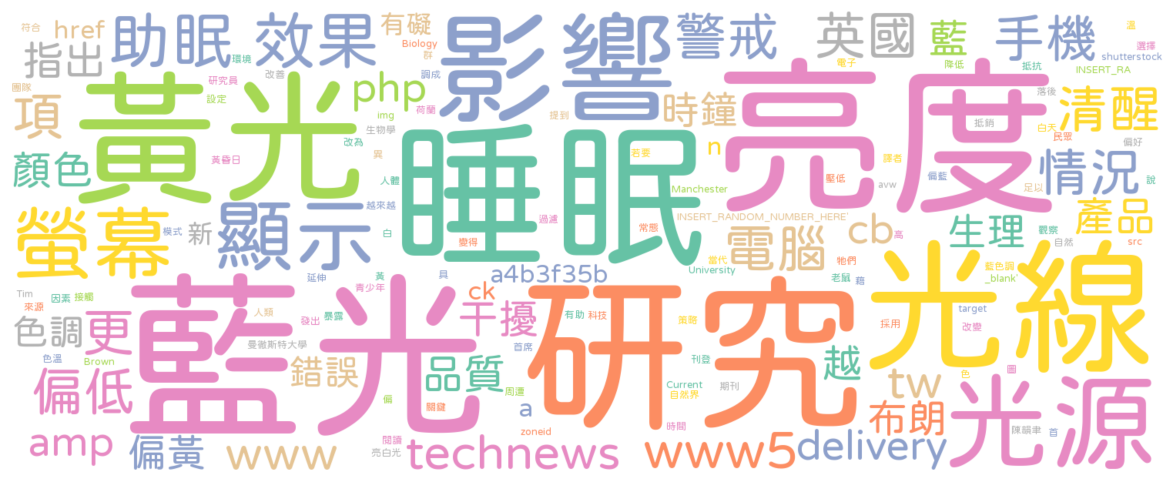 符合
href
助眠
效果
有礙
Biology
群
影響
警戒
英國
藍
手機
選擇
溫
shutterstock
指出
環境
研究員
改善
調成
電子
降低
抵抗
INSERT_RA
團隊
項
黃光
設定
php
img
荷蘭
提到
時鐘
亮度
落後
清醒
生物學
改為
抵銷
白天
民眾
偏好
顏色
黃昏日
賓
人體
睡眠
若要
n
譯者
偏藍
情況
說
越來越
Manchester
壓低
avw
足以
螢幕
模式
新
顯示
白
變得
過濾
常態
INSERT_RANDOM_NUMBER_HERE'
電腦
cb
高
生理
觀察
自然
產品
src
黃
延伸
青少年
具
a4b3f35b
University
當代
牠們
老鼠
藉
藍色調
_blank`
Tim
來源
因素
接觸
人類
發出
暴露
ck
干擾
有助
科技
策略
研究
光線
target
改變
採用
色調
更
藍光
曼徹斯特大學
首席
刊登
色溫
Brown
錯誤
品質
周遭
越
色
圖
偏低
偏
關鍵
a
Current
自然界
期刊
tw
光源
布朗
陳韻聿
首
amp
偏黃
www
閱讀
亮白光
technews
zoneid
時間
www5
delivery